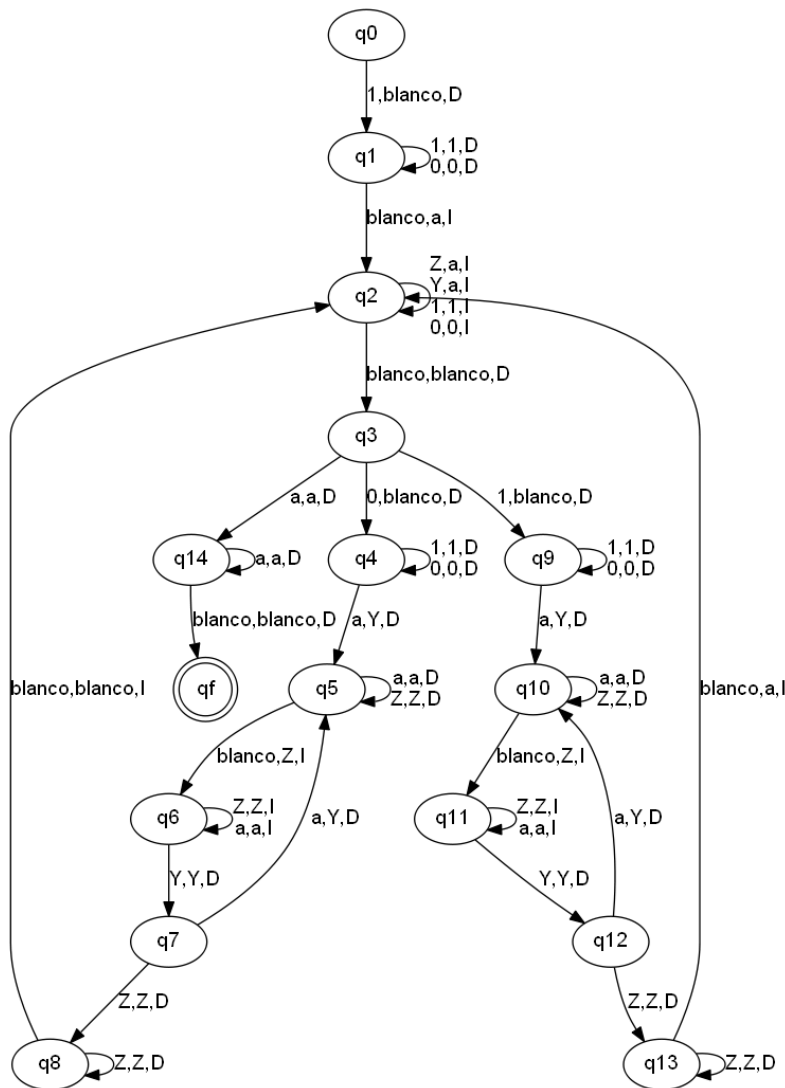 q0
1,blanco,D
q1
1,1,D
0,0,D
blanco,a,I
q2
Z,a,I
Y,a,I
1,1,I
0,0,I
blanco,blanco,D
q3
a,a,D
0,blanco,D
1,blanco,D
q14
a,a,D
q4
1,1,D
0,0,D
q9
1,1,D
0,0,D
blanco,blanco,D
a,Y,D
a,Y,D
blanco,blanco,I
qf
q5
a,a,D
Z,Z,D
q10
a,a,D
Z,Z,D
blanco,a,I
blanco,Z,I
blanco,Z,I
q6
Z,Z,I
a,a,I
a,Y,D
q11
Z,Z,I
a,a,I
a,Y,D
Y,Y,D
Y,Y,D
q7
q12
Z,Z,D
Z,Z,D
q8
Z,Z,D
q13
Z,Z,D